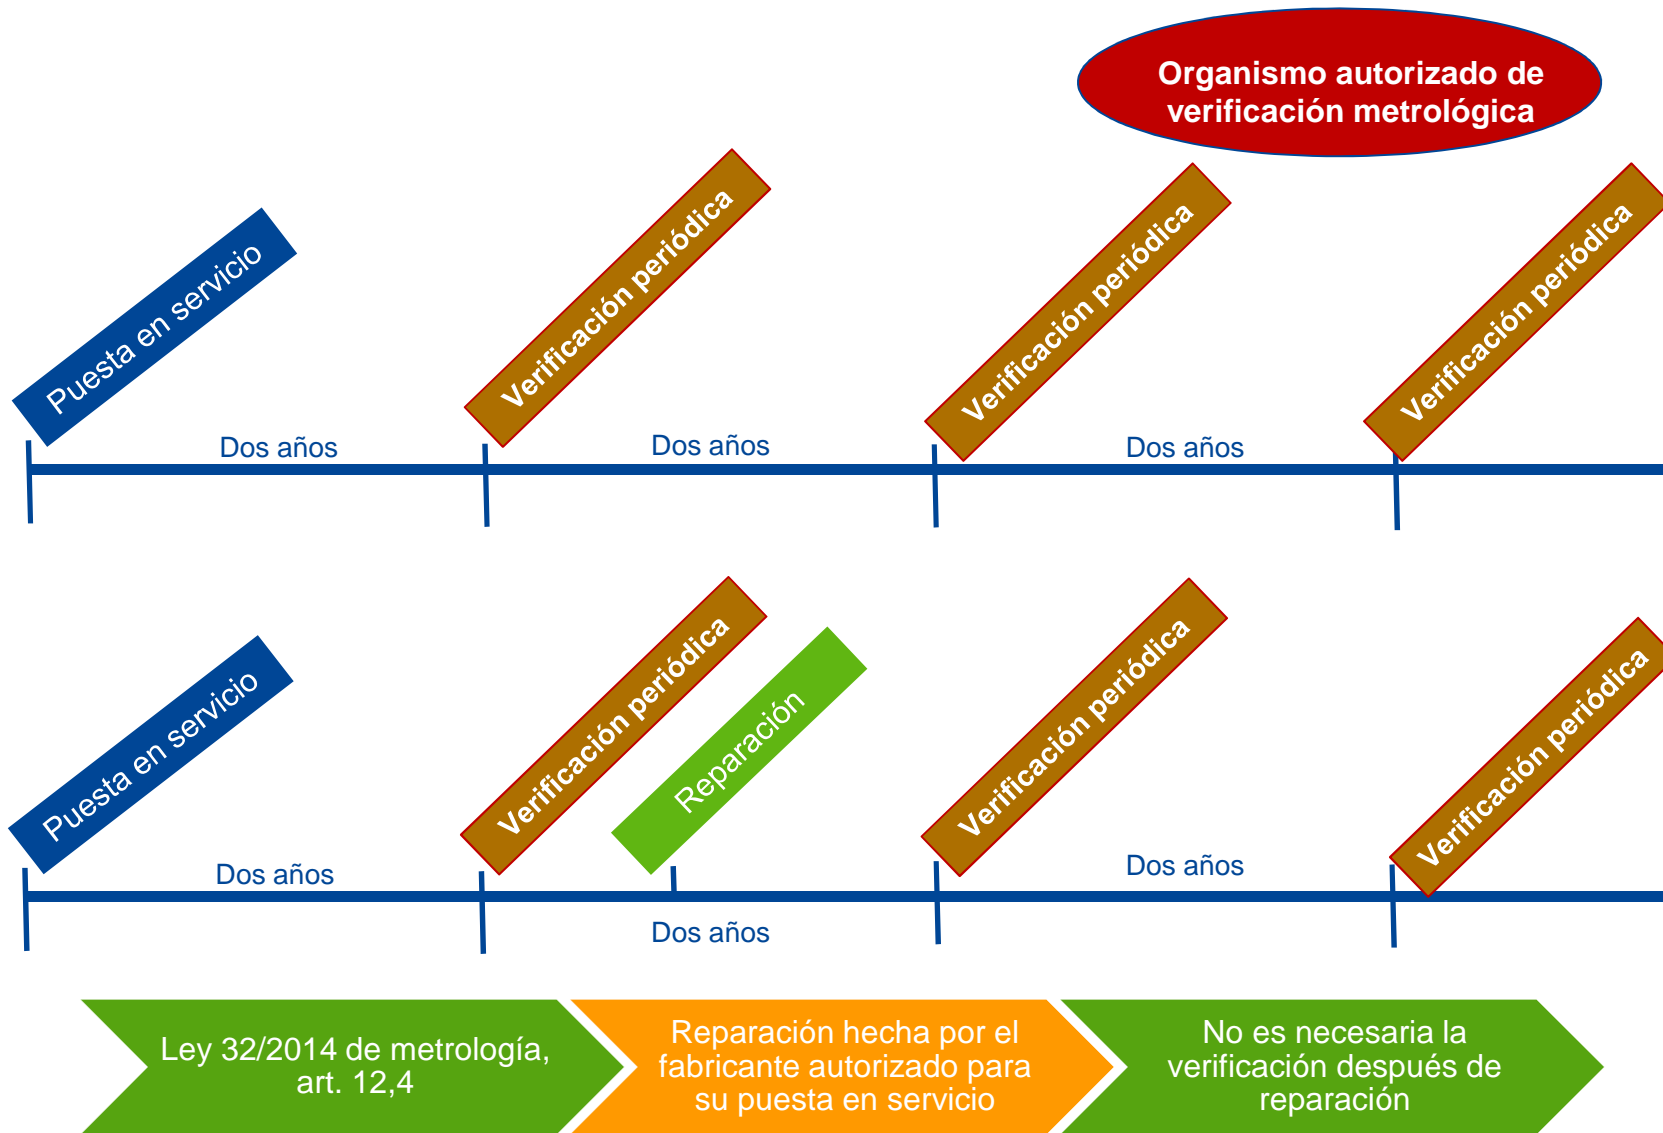 Organismo autorizado de
verificación metrológica
Puesta en servicio
Verificación periódica
Verificación periódica
Verificación periódica
Dos años
Dos años
Dos años
Puesta en servicio
Verificación periódica
Reparación
Verificación periódica
Verificación periódica
Dos años
Dos años
Dos años
Ley 32/2014 de metrología,
art. 12,4
Reparación hecha por el
fabricante autorizado para
su puesta en servicio
No es necesaria la
verificación después de
reparación